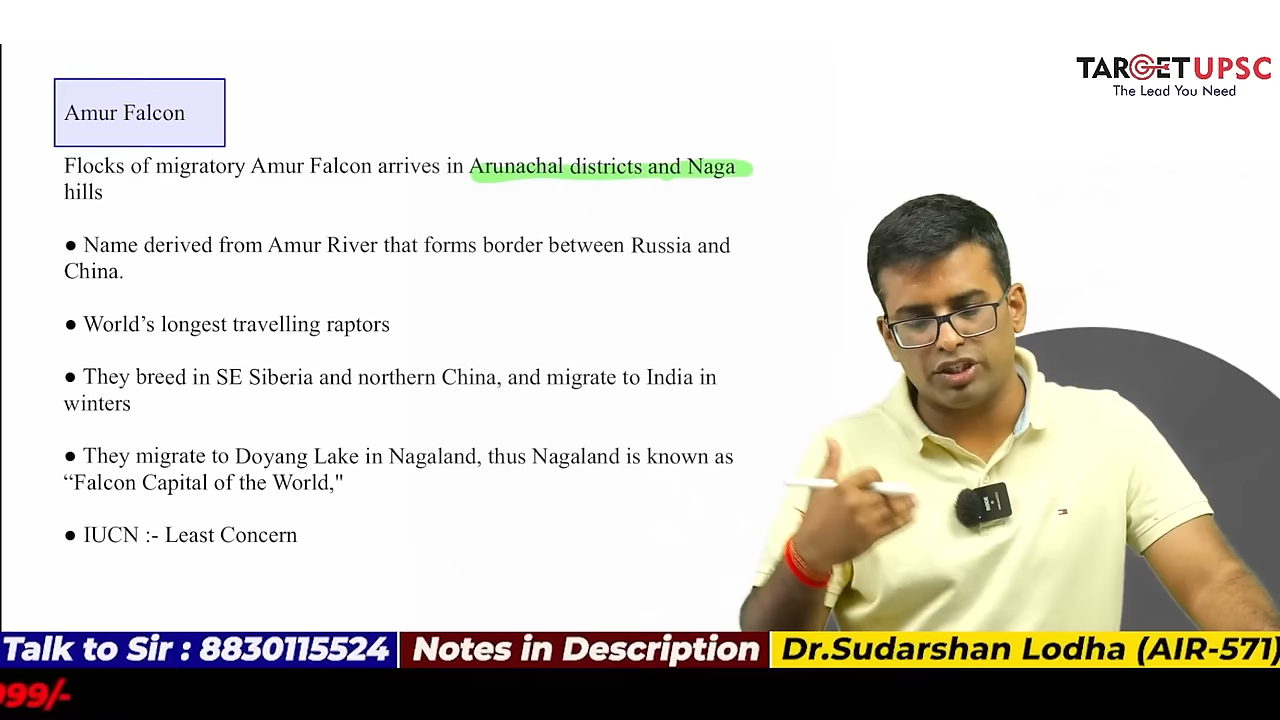 TARGETUPSC
The Lead You Need
Amur Falcon
Flocks of migratory Amur Falcon arrives in Arunachal districts and Naga
hills
● Name derived from Amur River that forms border between Russia and
China.
● World’s longest travelling raptors
● They breed in SE Siberia and northern China, and migrate to India in
winters
● They migrate to Doyang Lake in Nagaland, thus Nagaland is known as
“Falcon Capital of the World,"
● IUCN :- Least Concern
Talk to Sir : 8830115524 Notes in Description Dr.Sudarshan Lodha (AIR-571)
99/-